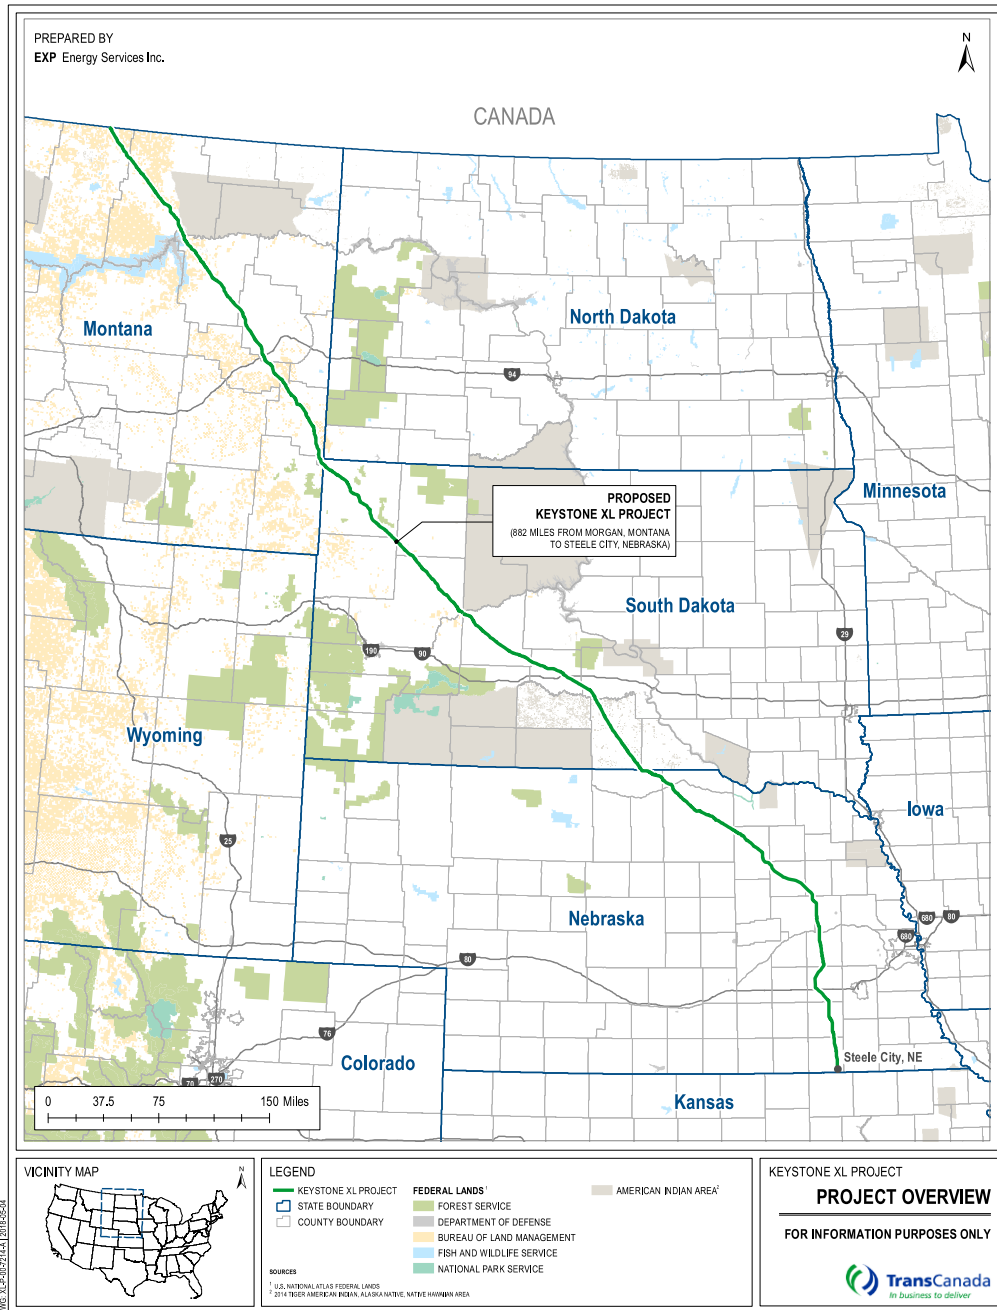 PREPARED BY
EXP Energy Services Inc.
N
CANADA
Montana
North Dakota
94
Minnesota
PROPOSED
KEYSTONE XL PROJECT
(882 MILES FROM MORGAN, MONTANA
TO STEELE CITY, NEBRASKA)
South Dakota
29
190
90
Wyoming
Iowa
25
Nebraska
680
80
680
80
76
Steele City, NE
Colorado
70
270
Kansas
0 37.5 75 150 Miles
VICINITY MAP
N
LEGEND
KEYSTONE XL PROJECT
STATE BOUNDARY
COUNTY BOUNDARY
FEDERAL LANDS 1
FOREST SERVICE
DEPARTMENT OF DEFENSE
BUREAU OF LAND MANAGEMENT
FISH AND WILDLIFE SERVICE
NATIONAL PARK SERVICE
AMERICAN INDIAN AREA2
SOURCES
1 U.S. NATIONAL ATLAS FEDERAL LANDS
2 2014 TIGER AMERICAN INDIAN, ALASKA NATIVE, NATIVE HAWAIIAN AREA
KEYSTONE XL PROJECT
PROJECT OVERVIEW
FOR INFORMATION PURPOSES ONLY
TransCanada
In business to deliver